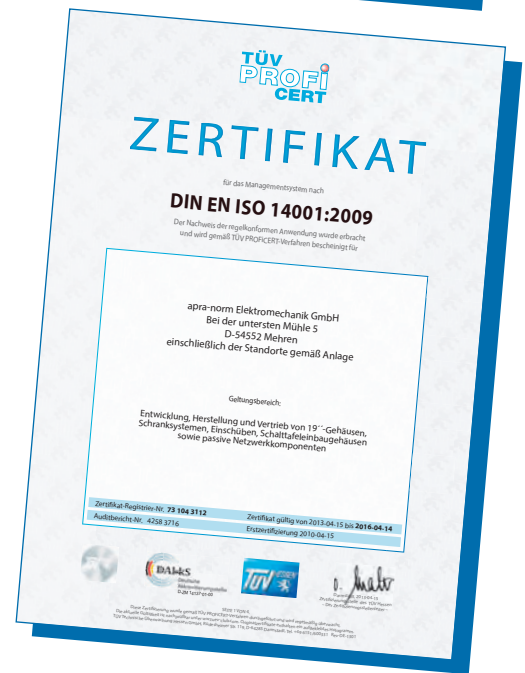 TÜV
PROFI
CERT
ZERTIFIKAT
für das Managementsystem nach
DIN EN ISO 14001:2009
Der Nachweis der regelkonformen Anwendung wurde erbracht
und wird gemäß TÜV PROFiCERT-Verfahren bescheinigt für
apra-norm Elektromechanik GmbH
Bei der untersten Mühle 5
D-54552 Mehren
einschließlich der Standorte gemäß Anlage
Geltungsbereich:
Entwicklung, Herstellung und Vertrieb von 19´´-Gehäusen,
Schranksystemen, Einschüben, Schalttafeleinbaugehäusen
sowie passive Netzwerkkomponenten
Zertifikat-Registrier-Nr. 73 104 3112
Zertifikat gültig von 2013-04-15 bis 2016-04-14
Auditbericht-Nr. 4258 3716
Erstzertifizierung 2010-04-15
DAkkS
Deutsche
Akkreditierungsstelle
TÜV HESSEN